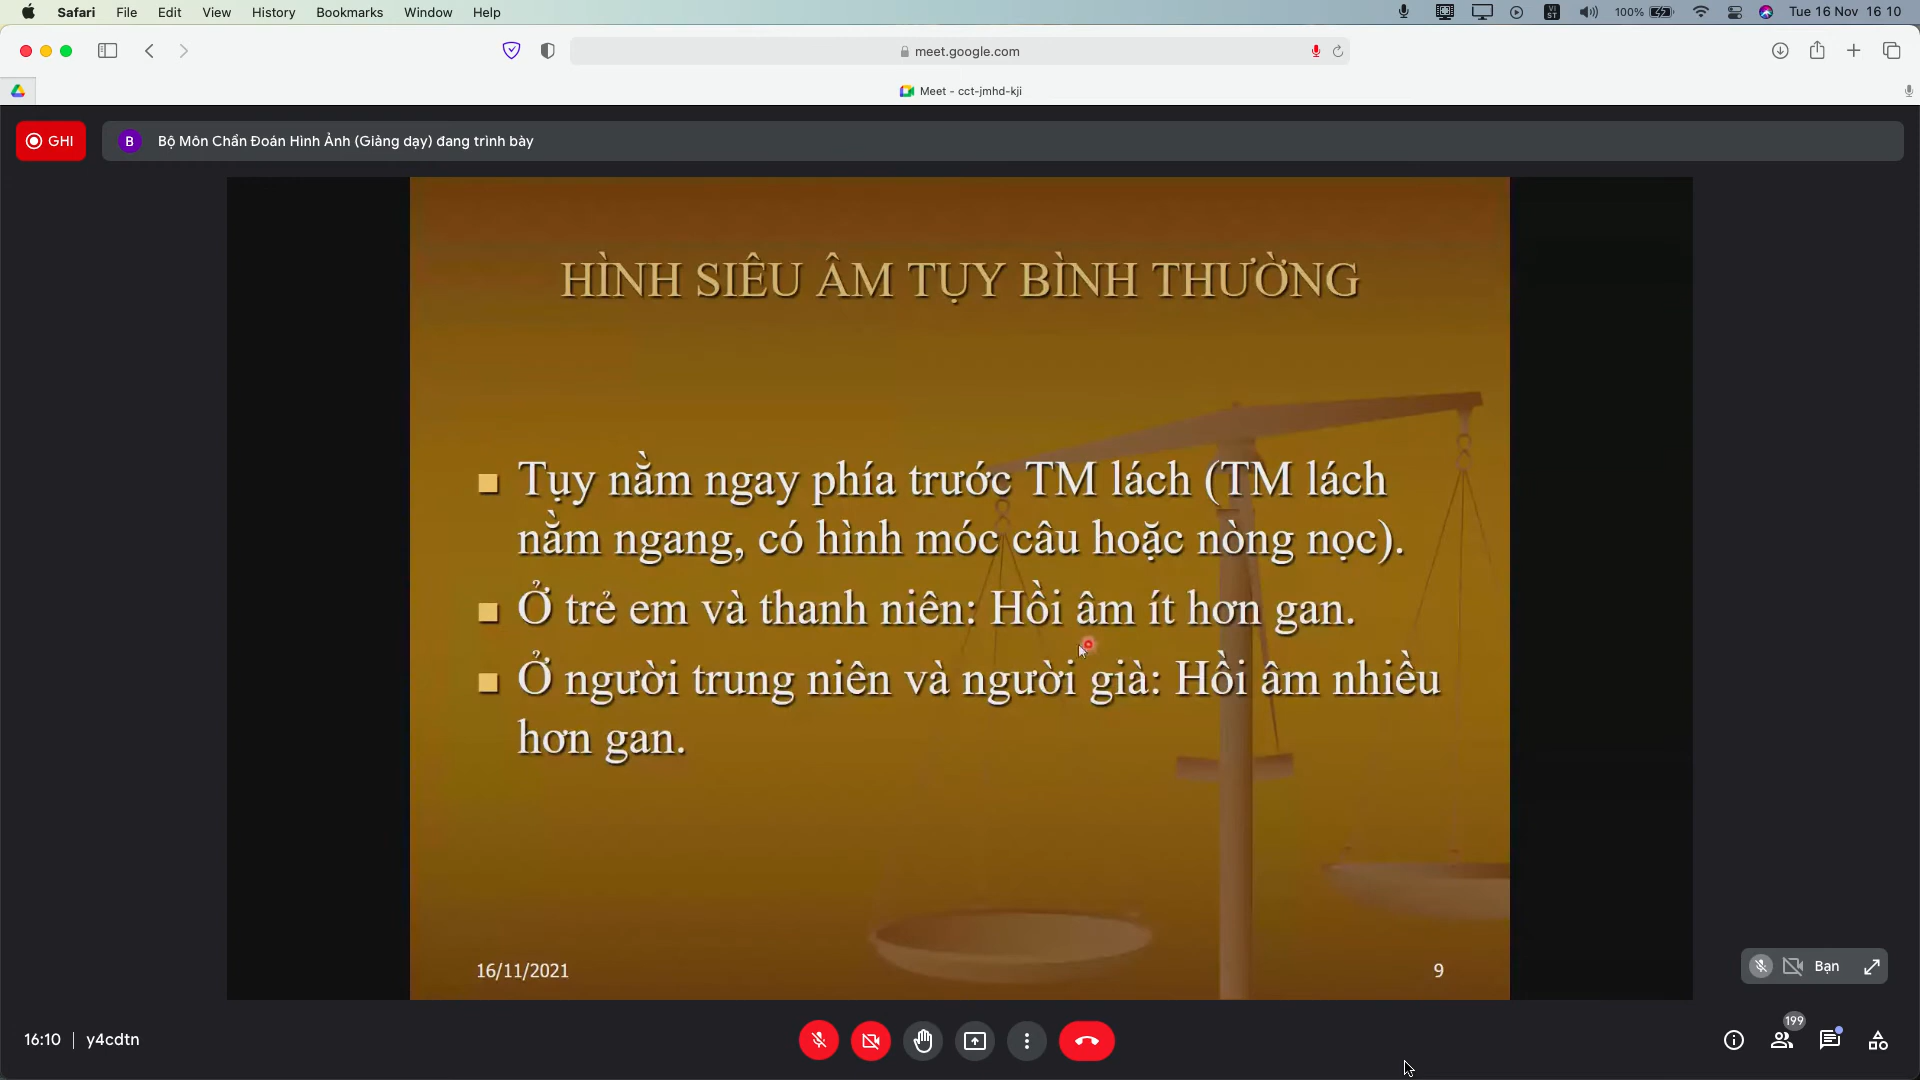 Safari File Edit View History Bookmarks Window Help VI ST 100% Tue 16 Nov 16 10
meet.google.com
Meet - cct-jmhd-kji
GHI B Bộ Môn Chẩn Đoán Hình Ảnh (Giảng dạy) đang trình bày
HÌNH SIÊU ÂM TỤY BÌNH THƯỜNG
Tụy nằm ngay phía trước TM lách (TM lách
nằm ngang, có hình móc câu hoặc nòng nọc).
Ở trẻ em và thanh niên: Hồi âm ít hơn gan.
Ở người trung niên và người già: Hồi âm nhiều
hơn gan.
16/11/2021 9
Bạn
16:10 | y4cdtn 199